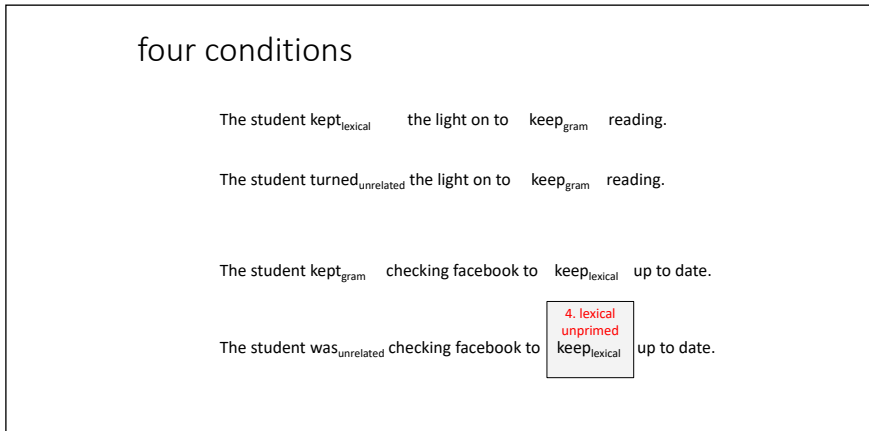 four conditions
The student kept lexical the light on to keep gram reading.
The student turned unrelated the light on to keep gram reading.
The student kept gram checking facebook to keep lexical up to date.
4. lexical
unprimed
The student was unrelated checking facebook to keep lexical up to date.